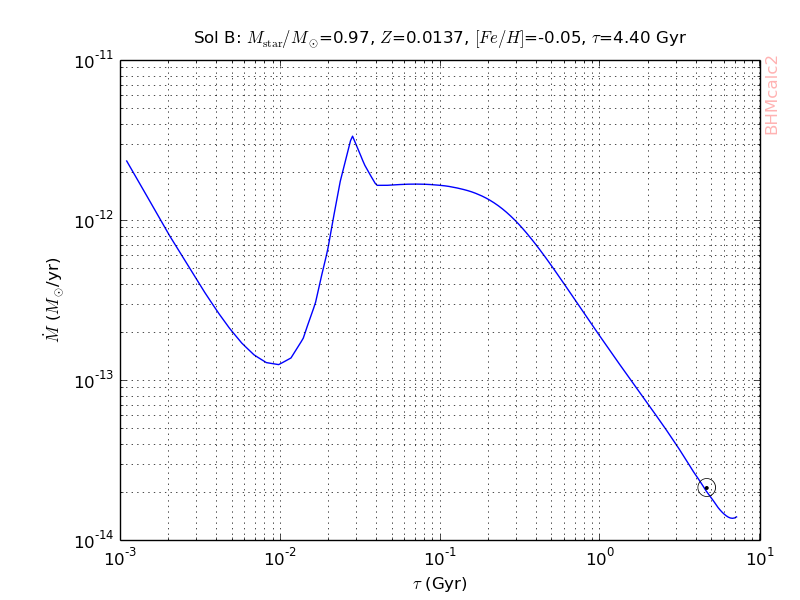 Sol B: M_star/M_⊙=0.97, Z=0.0137, [Fe/H]=-0.05, τ=4.40 Gyr
BHMcalc2
10^-11
10^-12
10^-13
10^-14
Ṁ (M_⊙/yr)
10^-3 10^-2 10^-1 10^0 10^1
τ (Gyr)